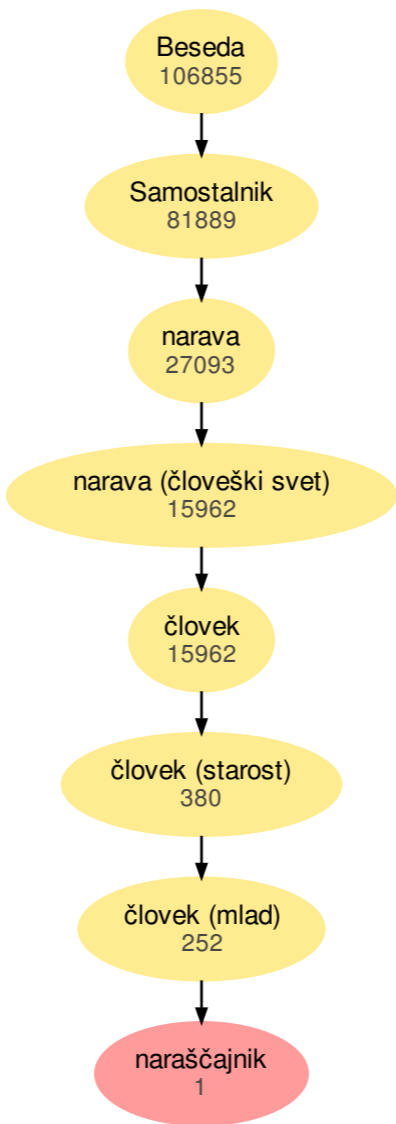 Beseda
106855
Samostalnik
81889
narava
27093
narava (človeški svet)
15962
človek
15962
človek (starost)
380
človek (mlad)
252
naraščajnik
1